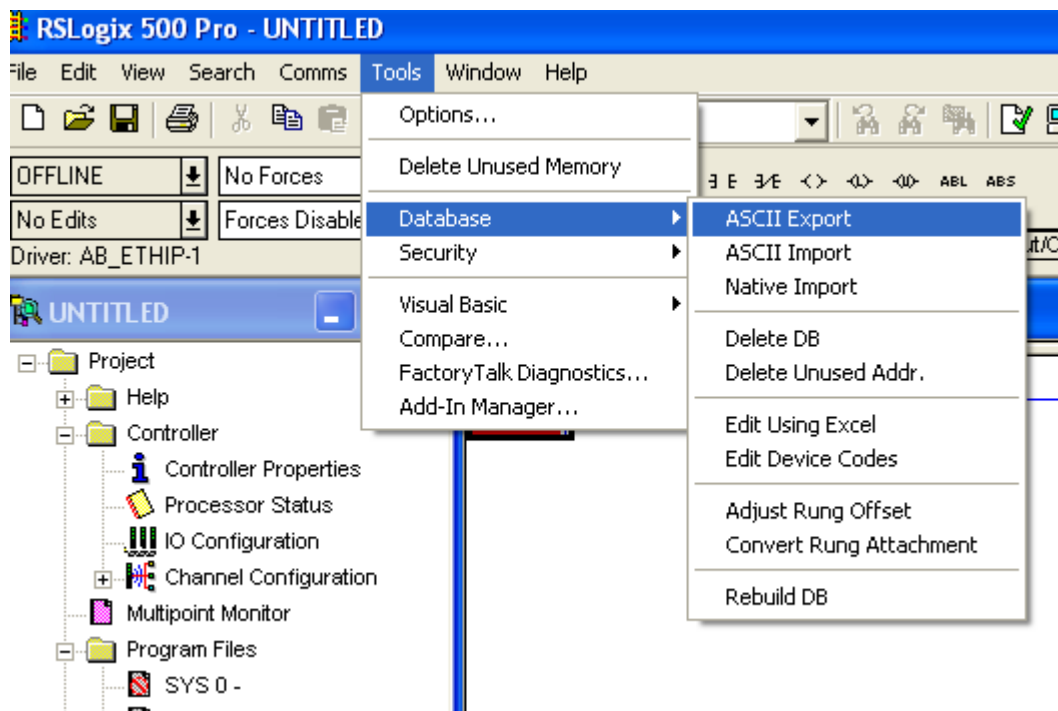 RSLogix 500 Pro - UNTITLED
File Edit View Search Comms Tools Window Help
OFFLINE
No Forces
No Edits
Forces Disable
Driver: AB_ETHIP-1
ABL ABS
Options...
Delete Unused Memory
Database
Security
Visual Basic
Compare...
FactoryTalk Diagnostics...
Add-In Manager...
ASCII Export
ASCII Import
Native Import
Delete DB
Delete Unused Addr.
Edit Using Excel
Edit Device Codes
Adjust Rung Offset
Convert Rung Attachment
Rebuild DB
UNTITLED
Project
Help
Controller
Controller Properties
Processor Status
IO Configuration
Channel Configuration
Multipoint Monitor
Program Files
SYS 0 -